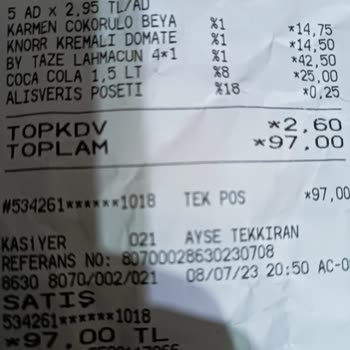 5 AD x 2,95 TL/AD
KARMEN COKORULO BEYA %1 *14,75
KNORR KREMALİ DOMATE %1 *14,50
BY TAZE LAHMACUN 4*1 %1 *42,50
COCA COLA 1,5 LT %8 *25,00
ALISVERIS POSETI %18 *0,25
TOPKDV *2,60
TOPLAM *97,00
#534261******1018 TEK POS *97,00
KASiYER 021 AYSE TEKKIRAN
REFERANS NO: 80700028630230708
8630 8070/002/021 08/07/23 20:50 AC-0
SATIS
534261******1018
*97,00 TL